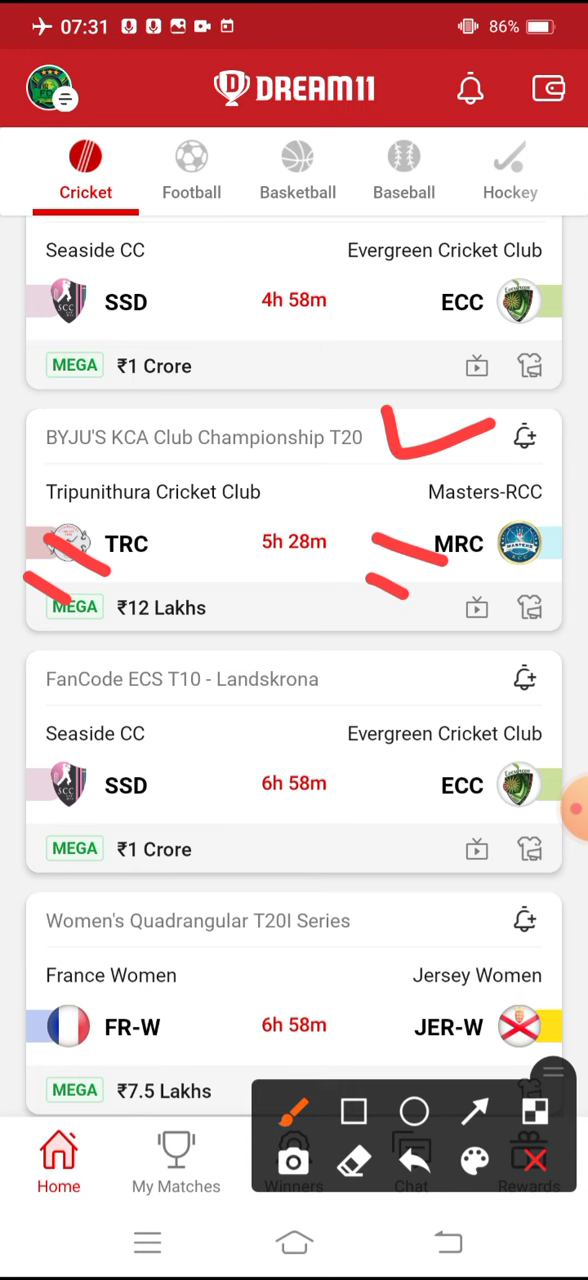 07:31 86%
DREAM11
Cricket Football Basketball Baseball Hockey
Seaside CC Evergreen Cricket Club
SSD 4h 58m ECC
MEGA ₹1 Crore
BYJU'S KCA Club Championship T20
Tripunithura Cricket Club Masters-RCC
TRC 5h 28m MRC
MEGA ₹12 Lakhs
FanCode ECS T10 - Landskrona
Seaside CC Evergreen Cricket Club
SSD 6h 58m ECC
MEGA ₹1 Crore
Women's Quadrangular T20I Series
France Women Jersey Women
FR-W 6h 58m JER-W
MEGA ₹7.5 Lakhs
Home My Matches Winners Chat Rewards